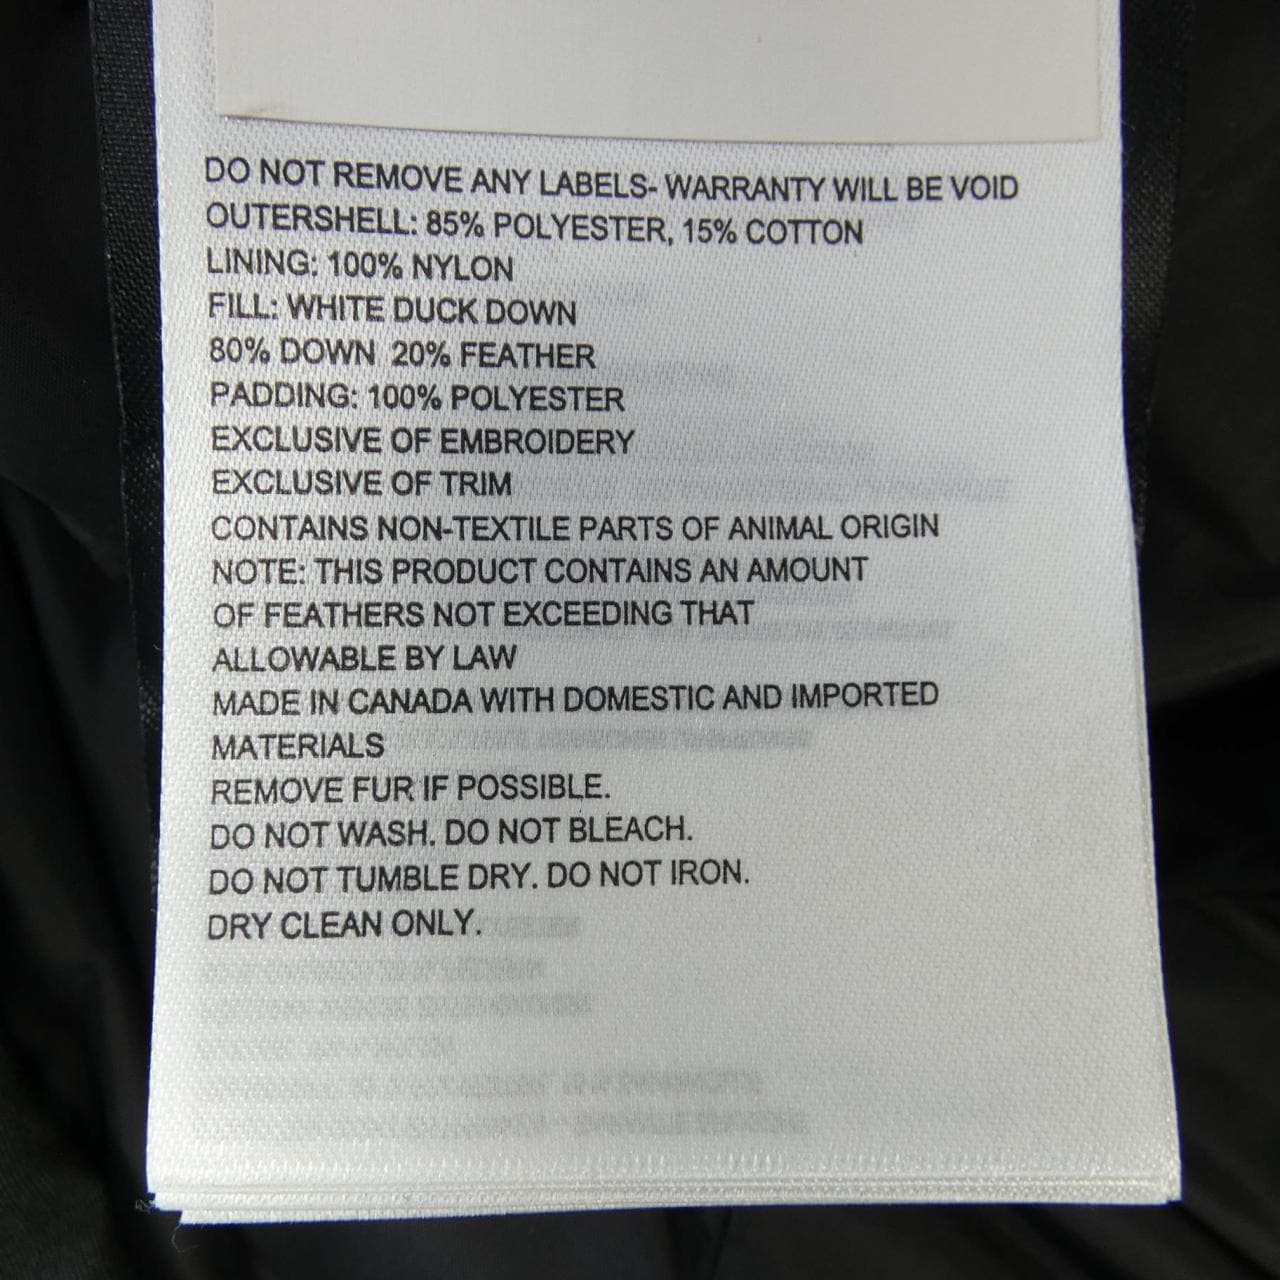 DO NOT REMOVE ANY LABELS- WARRANTY WILL BE VOID
OUTERSHELL: 85% POLYESTER, 15% COTTON
LINING: 100% NYLON
FILL: WHITE DUCK DOWN
80% DOWN 20% FEATHER
PADDING: 100% POLYESTER
EXCLUSIVE OF EMBROIDERY
EXCLUSIVE OF TRIM
CONTAINS NON-TEXTILE PARTS OF ANIMAL ORIGIN
NOTE: THIS PRODUCT CONTAINS AN AMOUNT
OF FEATHERS NOT EXCEEDING THAT
ALLOWABLE BY LAW
MADE IN CANADA WITH DOMESTIC AND IMPORTED
MATERIALS
REMOVE FUR IF POSSIBLE.
DO NOT WASH. DO NOT BLEACH.
DO NOT TUMBLE DRY. DO NOT IRON.
DRY CLEAN ONLY.